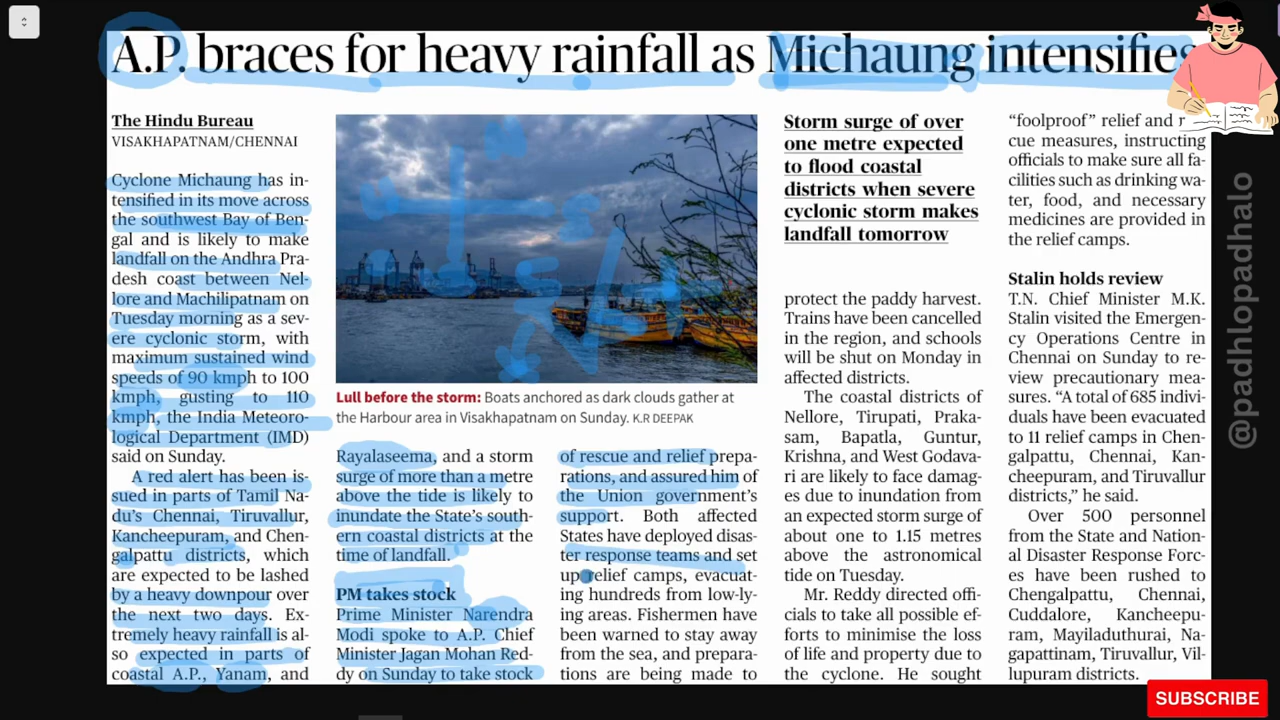 A.P. braces for heavy rainfall as Michaung intensifies
The Hindu Bureau
VISAKHAPATNAM/CHENNAI
Cyclone Michaung has in-
tensified in its move across
the southwest Bay of Ben-
gal and is likely to make
landfall on the Andhra Pra-
desh coast between Nel-
lore and Machilipatnam on
Tuesday morning as a sev-
ere cyclonic storm, with
maximum sustained wind
speeds of 90 kmph to 100
kmph, gusting to 110
kmph, the India Meteoro-
logical Department (IMD)
said on Sunday.
A red alert has been is-
sued in parts of Tamil Na-
du's Chennai, Tiruvallur,
Kancheepuram, and Chen-
galpattu districts, which
are expected to be lashed
by a heavy downpour over
the next two days. Ex-
tremely heavy rainfall is al-
so expected in parts of
coastal A.P., Yanam, and
Lull before the storm: Boats anchored as dark clouds gather at
the Harbour area in Visakhapatnam on Sunday. K.R DEEPAK
Rayalaseema, and a storm
surge of more than a metre
above the tide is likely to
inundate the State's south-
ern coastal districts at the
time of landfall.
PM takes stock
Prime Minister Narendra
Modi spoke to A.P. Chief
Minister Jagan Mohan Red-
dy on Sunday to take stock
of rescue and relief prepa-
rations, and assured him of
the Union government's
support. Both affected
States have deployed disas-
ter response teams and set
up relief camps, evacuat-
ing hundreds from low-ly-
ing areas. Fishermen have
been warned to stay away
from the sea, and prepara-
tions are being made to
Storm surge of over
one metre expected
to flood coastal
districts when severe
cyclonic storm makes
landfall tomorrow
protect the paddy harvest.
Trains have been cancelled
in the region, and schools
will be shut on Monday in
affected districts.
The coastal districts of
Nellore, Tirupati, Praka-
sam, Bapatla, Guntur,
Krishna, and West Godava-
ri are likely to face damag-
es due to inundation from
an expected storm surge of
about one to 1.15 metres
above the astronomical
tide on Tuesday.
Mr. Reddy directed offi-
cials to take all possible ef-
forts to minimise the loss
of life and property due to
the cyclone. He sought
"foolproof" relief and r
cue measures, instructing
officials to make sure all fa-
cilities such as drinking wa-
ter, food, and necessary
medicines are provided in
the relief camps.
Stalin holds review
T.N. Chief Minister M.K.
Stalin visited the Emergen-
cy Operations Centre in
Chennai on Sunday to re-
view precautionary mea-
sures. "A total of 685 indivi-
duals have been evacuated
to 11 relief camps in Chen-
galpattu, Chennai, Kan-
cheepuram, and Tiruvallur
districts," he said.
Over 500 personnel
from the State and Nation-
al Disaster Response Forc-
es have been rushed to
Chengalpattu, Chennai,
Cuddalore, Kancheepu-
ram, Mayiladuthurai, Na-
gapattinam, Tiruvallur, Vil-
lupuram districts.
@padhlopadhalo
SUBSCRIBE